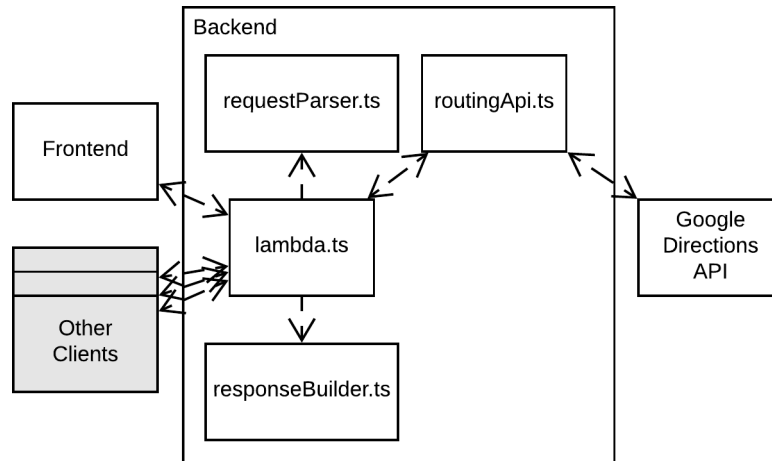 Backend
requestParser.ts
routingApi.ts
Frontend
lambda.ts
Google
Directions
API
Other
Clients
responseBuilder.ts